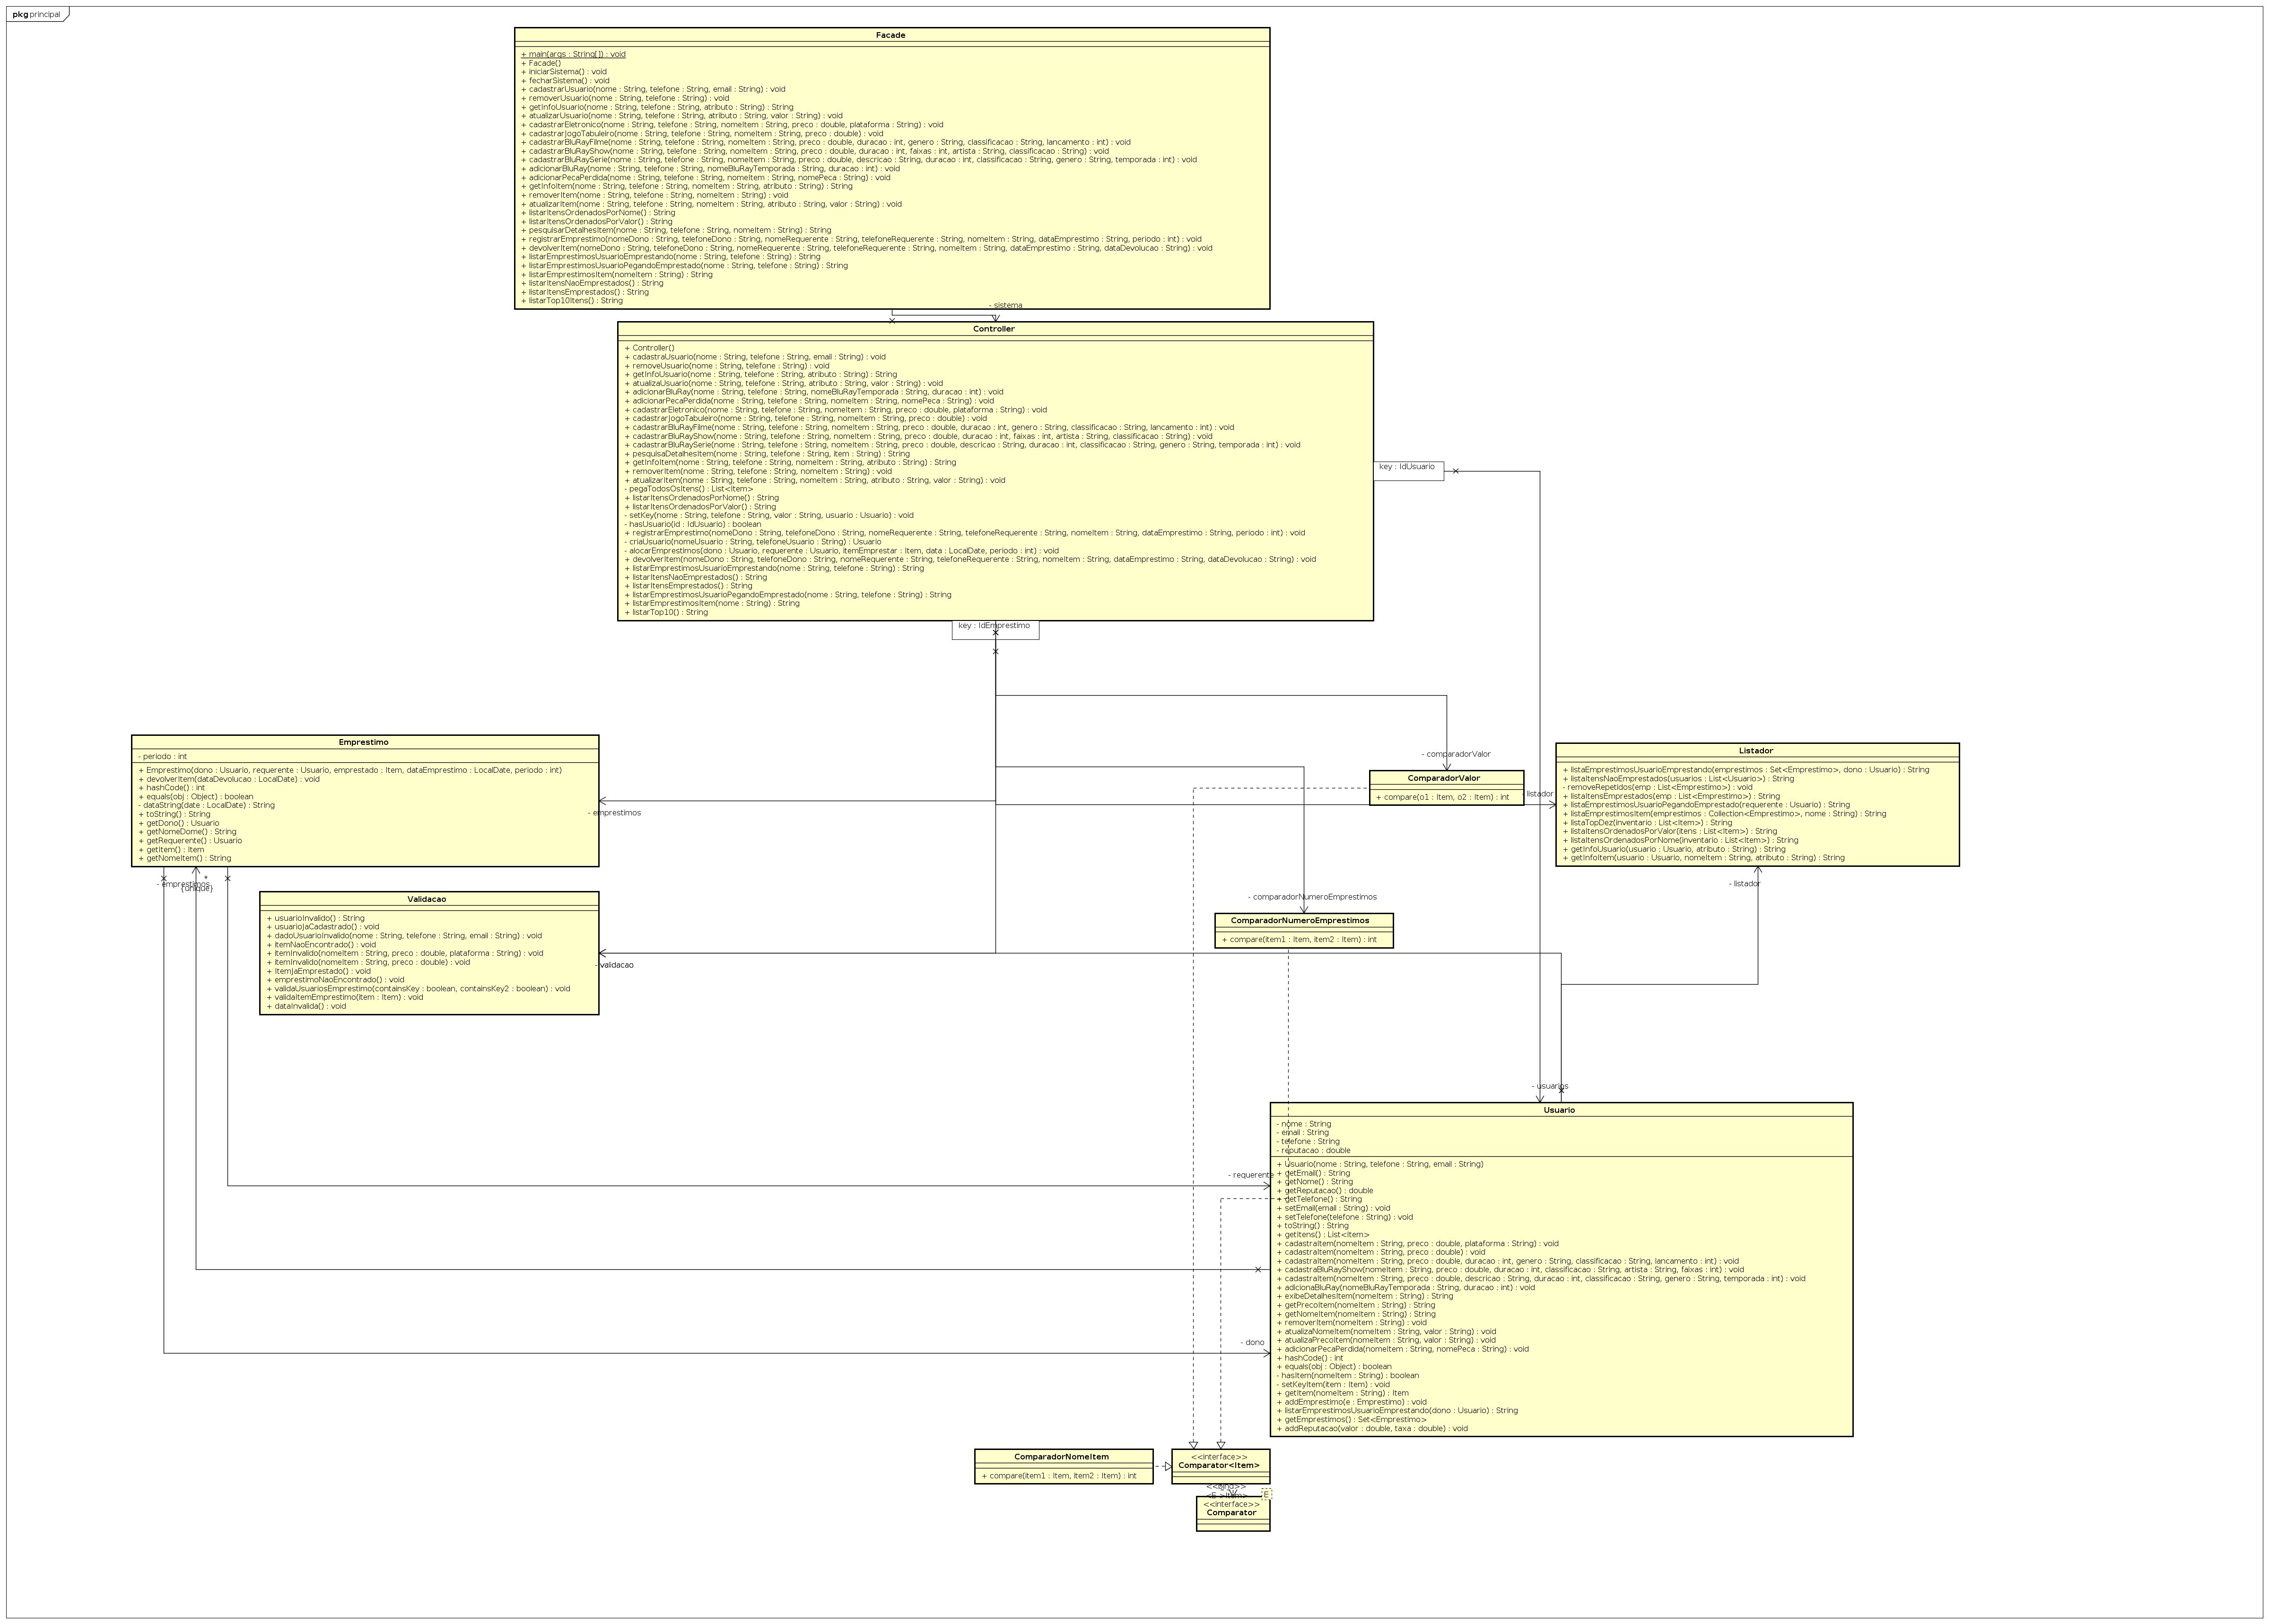 pkg principal
Facade
+ main(args : String[]) : void
+ Facade()
+ iniciarSistema() : void
+ fecharSistema() : void
+ cadastrarUsuario(nome : String, telefone : String, email : String) : void
+ removerUsuario(nome : String, telefone : String) : void
+ getInfoUsuario(nome : String, telefone : String, atributo : String) : String
+ atualizarUsuario(nome : String, telefone : String, atributo : String, valor : String) : void
+ cadastrarEletronico(nome : String, telefone : String, nomeItem : String, preco : double, plataforma : String) : void
+ cadastrarJogoTabuleiro(nome : String, telefone : String, nomeItem : String, preco : double) : void
+ cadastrarBluRayFilme(nome : String, telefone : String, nomeItem : String, preco : double, duracao : int, genero : String, classificacao : String, lancamento : int) : void
+ cadastrarBluRayShow(nome : String, telefone : String, nomeItem : String, preco : double, duracao : int, faixas : int, artista : String, classificacao : String) : void
+ cadastrarBluRaySerie(nome : String, telefone : String, nomeItem : String, preco : double, descricao : String, duracao : int, classificacao : String, genero : String, temporada : int) : void
+ adicionarBluRay(nome : String, telefone : String, nomeBluRayTemporada : String, duracao : int) : void
+ adicionarPecaPerdida(nome : String, telefone : String, nomeItem : String, nomePeca : String) : void
+ getInfoItem(nome : String, telefone : String, nomeItem : String, atributo : String) : String
+ removerItem(nome : String, telefone : String, nomeItem : String) : void
+ atualizarItem(nome : String, telefone : String, nomeItem : String, atributo : String, valor : String) : void
+ listarItensOrdenadosPorNome() : String
+ listarItensOrdenadosPorValor() : String
+ pesquisarDetalhesItem(nome : String, telefone : String, nomeItem : String) : String
+ registrarEmprestimo(nomeDono : String, telefoneDono : String, nomeRequerente : String, telefoneRequerente : String, nomeItem : String, dataEmprestimo : String, periodo : int) : void
+ devolverItem(nomeDono : String, telefoneDono : String, nomeRequerente : String, telefoneRequerente : String, nomeItem : String, dataEmprestimo : String, dataDevolucao : String) : void
+ listarEmprestimosUsuarioEmprestando(nome : String, telefone : String) : String
+ listarEmprestimosUsuarioPegandoEmprestado(nome : String, telefone : String) : String
+ listarEmprestimosItem(nomeItem : String) : String
+ listarItensNaoEmprestados() : String
+ listarItensEmprestados() : String
+ listarTop10Itens() : String
- sistema
Controller
+ Controller()
+ cadastraUsuario(nome : String, telefone : String, email : String) : void
+ removeUsuario(nome : String, telefone : String) : void
+ getInfoUsuario(nome : String, telefone : String, atributo : String) : String
+ atualizaUsuario(nome : String, telefone : String, atributo : String, valor : String) : void
+ adicionarBluRay(nome : String, telefone : String, nomeBluRayTemporada : String, duracao : int) : void
+ adicionarPecaPerdida(nome : String, telefone : String, nomeItem : String, nomePeca : String) : void
+ cadastrarEletronico(nome : String, telefone : String, nomeItem : String, preco : double, plataforma : String) : void
+ cadastrarJogoTabuleiro(nome : String, telefone : String, nomeItem : String, preco : double) : void
+ cadastrarBluRayFilme(nome : String, telefone : String, nomeItem : String, preco : double, duracao : int, genero : String, classificacao : String, lancamento : int) : void
+ cadastrarBluRayShow(nome : String, telefone : String, nomeItem : String, preco : double, duracao : int, faixas : int, artista : String, classificacao : String) : void
+ cadastrarBluRaySerie(nome : String, telefone : String, nomeItem : String, preco : double, descricao : String, duracao : int, classificacao : String, genero : String, temporada : int) : void
+ pesquisaDetalhesItem(nome : String, telefone : String, item : String) : String
+ getInfoItem(nome : String, telefone : String, nomeItem : String, atributo : String) : String
+ removerItem(nome : String, telefone : String, nomeItem : String) : void
+ atualizarItem(nome : String, telefone : String, nomeItem : String, atributo : String, valor : String) : void
- pegaTodosOsItens() : List<Item>
+ listarItensOrdenadosPorNome() : String
+ listarItensOrdenadosPorValor() : String
- setKey(nome : String, telefone : String, valor : String, usuario : Usuario) : void
- hasUsuario(id : IdUsuario) : boolean
+ registrarEmprestimo(nomeDono : String, telefoneDono : String, nomeRequerente : String, telefoneRequerente : String, nomeItem : String, dataEmprestimo : String, periodo : int) : void
- criaUsuario(nomeUsuario : String, telefoneUsuario : String) : Usuario
- alocarEmprestimos(dono : Usuario, requerente : Usuario, itemEmprestar : Item, data : LocalDate, periodo : int) : void
+ devolverItem(nomeDono : String, telefoneDono : String, nomeRequerente : String, telefoneRequerente : String, nomeItem : String, dataEmprestimo : String, dataDevolucao : String) : void
+ listarEmprestimosUsuarioEmprestando(nome : String, telefone : String) : String
+ listarItensNaoEmprestados() : String
+ listarItensEmprestados() : String
+ listarEmprestimosUsuarioPegandoEmprestado(nome : String, telefone : String) : String
+ listarEmprestimosItem(nome : String) : String
+ listarTop10() : String
key : IdUsuario
key : IdEmprestimo
Emprestimo
- periodo : int
+ Emprestimo(dono : Usuario, requerente : Usuario, emprestado : Item, dataEmprestimo : LocalDate, periodo : int)
+ devolverItem(dataDevolucao : LocalDate) : void
+ hashCode() : int
+ equals(obj : Object) : boolean
- dataString(date : LocalDate) : String
+ toString() : String
+ getDono() : Usuario
+ getNomeDome() : String
+ getRequerente() : Usuario
+ getItem() : Item
+ getNomeItem() : String
- emprestimos
- comparadorValor
ComparadorValor
+ compare(o1 : Item, o2 : Item) : int
- listador
Listador
+ listaEmprestimosUsuarioEmprestando(emprestimos : Set<Emprestimo>, dono : Usuario) : String
+ listaItensNaoEmprestados(usuarios : List<Usuario>) : String
- removeRepetidos(emp : List<Emprestimo>) : void
+ listaItensEmprestados(emp : List<Emprestimo>) : String
+ listaEmprestimosUsuarioPegandoEmprestado(requerente : Usuario) : String
+ listaEmprestimosItem(emprestimos : Collection<Emprestimo>, nome : String) : String
+ listaTopDez(inventario : List<Item>) : String
+ listaItensOrdenadosPorValor(itens : List<Item>) : String
+ listaItensOrdenadosPorNome(inventario : List<Item>) : String
+ getInfoUsuario(usuario : Usuario, atributo : String) : String
+ getInfoItem(usuario : Usuario, nomeItem : String, atributo : String) : String
- emprestimos
*
{unique}
- listador
Validacao
+ usuarioInvalido() : String
+ usuarioJaCadastrado() : void
+ dadoUsuarioInvalido(nome : String, telefone : String, email : String) : void
+ itemNaoEncontrado() : void
+ itemInvalido(nomeItem : String, preco : double, plataforma : String) : void
+ itemInvalido(nomeItem : String, preco : double) : void
+ ItemJaEmprestado() : void
+ emprestimoNaoEncontrado() : void
+ validaUsuariosEmprestimo(containsKey : boolean, containsKey2 : boolean) : void
+ validaItemEmprestimo(item : Item) : void
+ dataInvalida() : void
- validacao
- comparadorNumeroEmprestimos
ComparadorNumeroEmprestimos
+ compare(item1 : Item, item2 : Item) : int
- usuarios
Usuario
- nome : String
- email : String
- telefone : String
- reputacao : double
+ Usuario(nome : String, telefone : String, email : String)
+ getEmail() : String
+ getNome() : String
+ getReputacao() : double
+ getTelefone() : String
+ setEmail(email : String) : void
+ setTelefone(telefone : String) : void
+ toString() : String
+ getItens() : List<Item>
+ cadastraItem(nomeItem : String, preco : double, plataforma : String) : void
+ cadastraItem(nomeItem : String, preco : double) : void
+ cadastraItem(nomeItem : String, preco : double, duracao : int, genero : String, classificacao : String, lancamento : int) : void
+ cadastraBluRayShow(nomeItem : String, preco : double, duracao : int, classificacao : String, artista : String, faixas : int) : void
+ cadastraItem(nomeItem : String, preco : double, descricao : String, duracao : int, classificacao : String, genero : String, temporada : int) : void
+ adicionaBluRay(nomeBluRayTemporada : String, duracao : int) : void
+ exibeDetalhesItem(nomeItem : String) : String
+ getPrecoItem(nomeItem : String) : String
+ getNomeItem(nomeItem : String) : String
+ removerItem(nomeItem : String) : void
+ atualizaNomeItem(nomeItem : String, valor : String) : void
+ atualizaPrecoItem(nomeItem : String, valor : String) : void
+ adicionarPecaPerdida(nomeItem : String, nomePeca : String) : void
+ hashCode() : int
+ equals(obj : Object) : boolean
- hasItem(nomeItem : String) : boolean
- setKeyItem(item : Item) : void
+ getItem(nomeItem : String) : Item
+ addEmprestimo(e : Emprestimo) : void
+ listarEmprestimosUsuarioEmprestando(dono : Usuario) : String
+ getEmprestimos() : Set<Emprestimo>
+ addReputacao(valor : double, taxa : double) : void
- requerente
- dono
ComparadorNomeItem
+ compare(item1 : Item, item2 : Item) : int
<<interface>>
Comparator<Item>
<<bind>>
<E->Item>
E
<<interface>>
Comparator